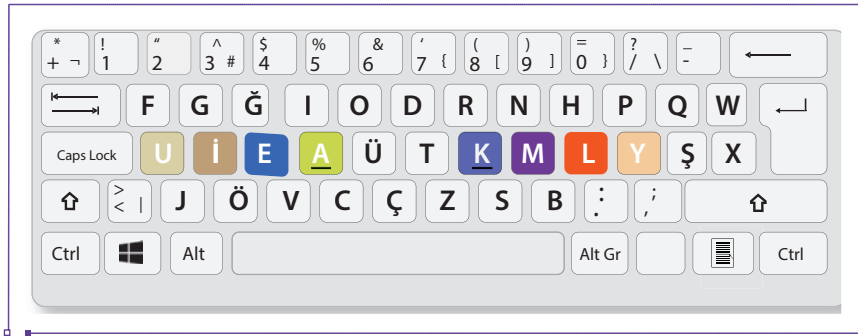 * + ¬ ! 1 “ 2 ^ 3 # $ 4 % 5 & 6 ‘ 7 { ( 8 [ ) 9 ] = 0 } ? / \ _ -
F G Ğ I O D R N H P Q W
Caps Lock U İ E A Ü T K M L Y Ş X
> < | J Ö V C Ç Z S B : . ; ,
Ctrl Alt Alt Gr Ctrl